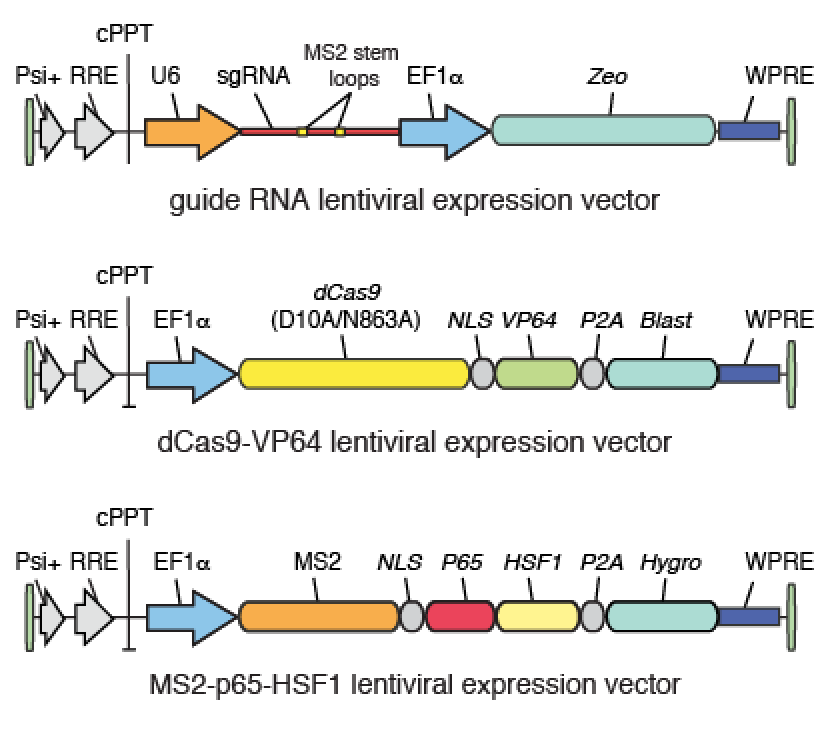 cPPT
Psi+ RRE U6 sgRNA MS2 stem loops EF1α Zeo WPRE
guide RNA lentiviral expression vector
cPPT
Psi+ RRE EF1α dCas9 (D10A/N863A) NLS VP64 P2A Blast WPRE
dCas9-VP64 lentiviral expression vector
cPPT
Psi+ RRE EF1α MS2 NLS P65 HSF1 P2A Hygro WPRE
MS2-p65-HSF1 lentiviral expression vector